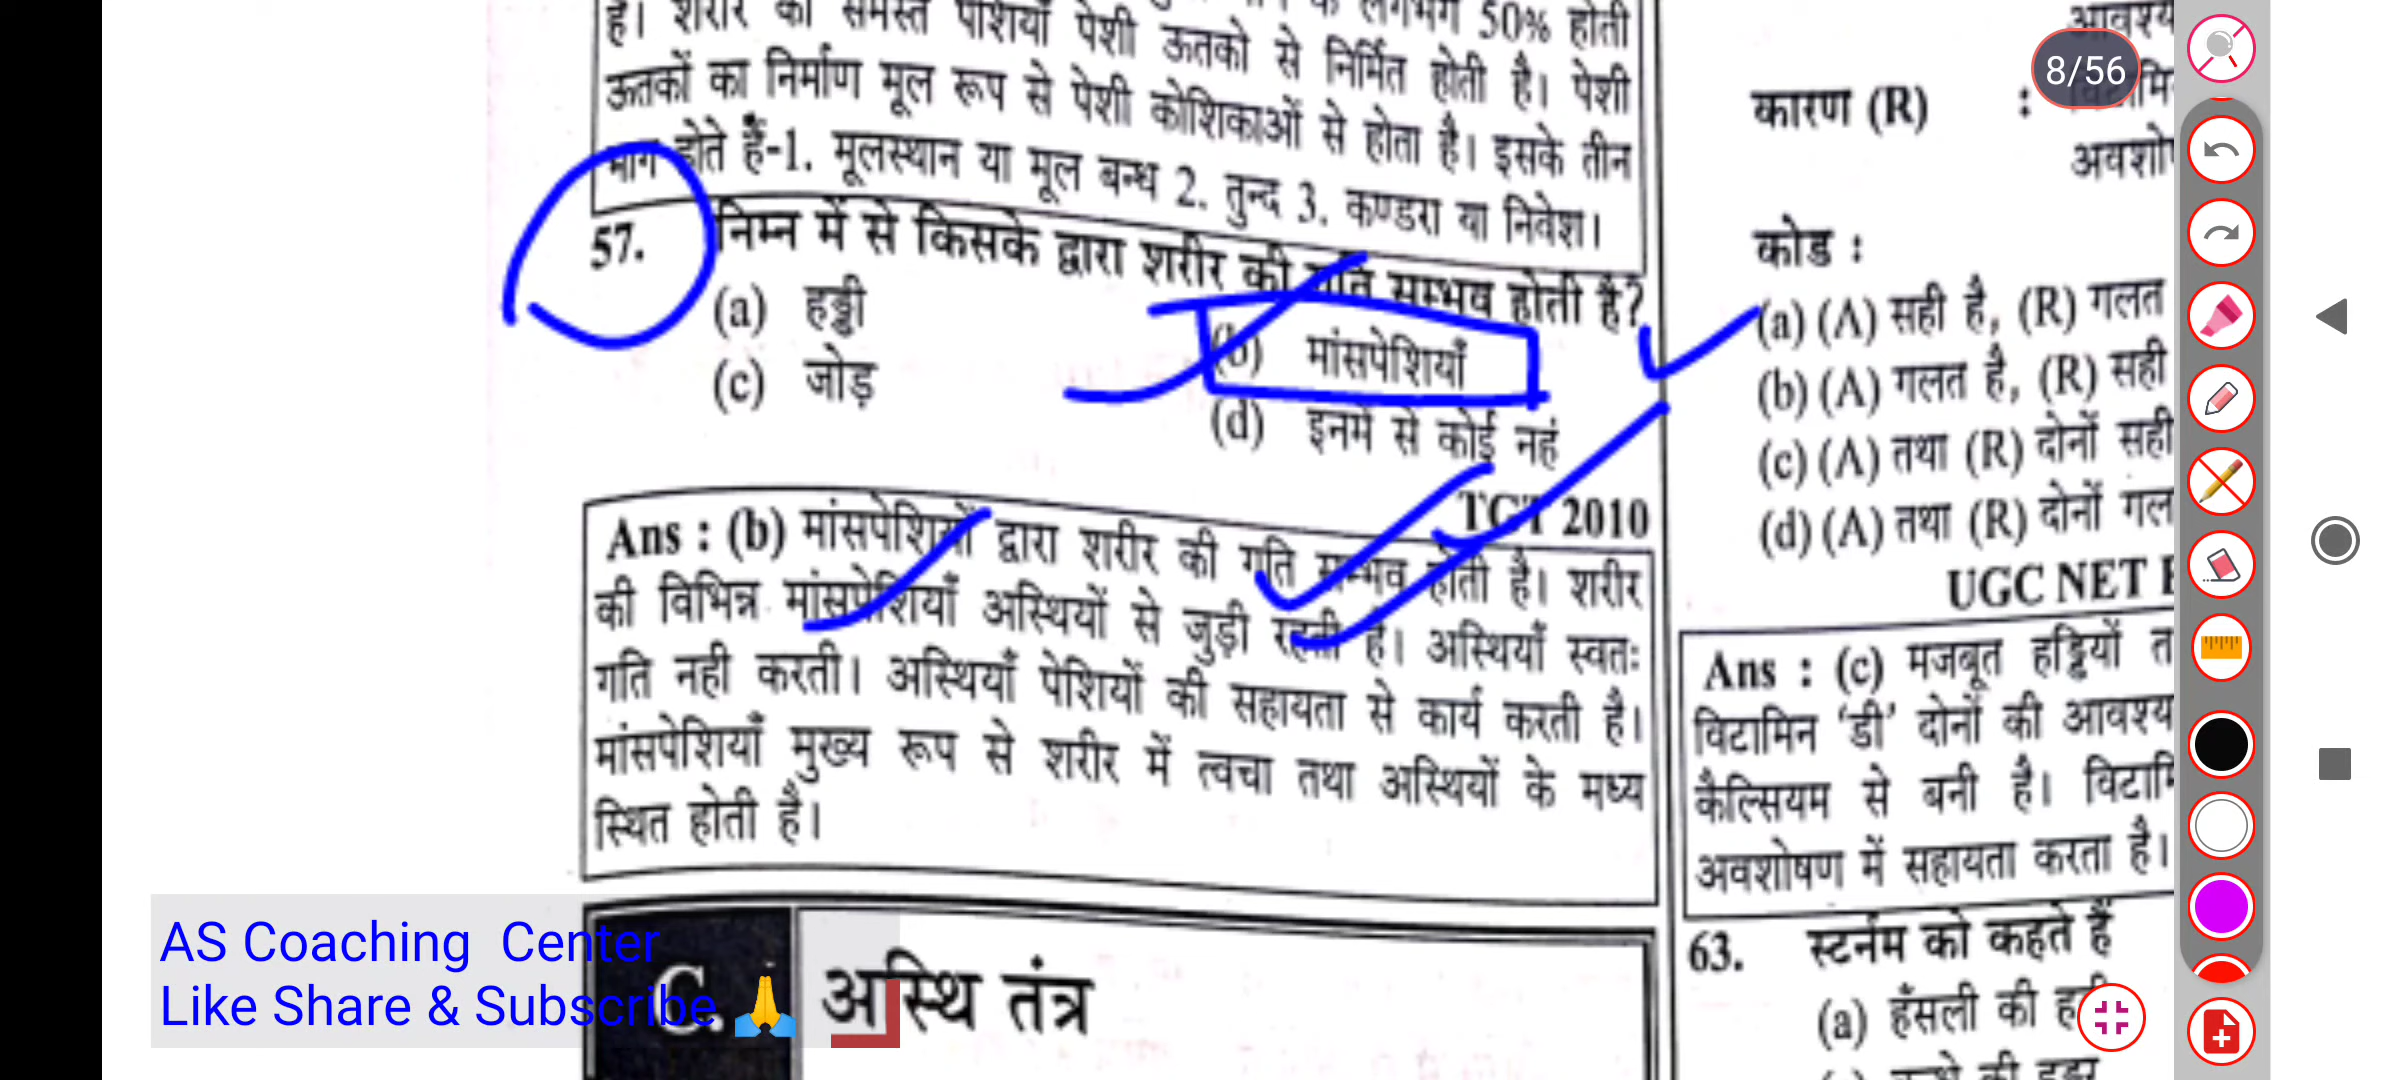 है। शरीर की समस्त पेशियाँ पेशी ऊतको से निर्मित होती है। पेशी
लगभग 50% होती
ऊतकों का निर्माण मूल रूप से पेशी कोशिकाओं से होता है। इसके तीन
भाग होते हैं-1. मूलस्थान या मूल बन्ध 2. तुन्द 3. कण्डरा या निवेश।
57. निम्न में से किसके द्वारा शरीर की गति सम्भव होती है?
(a) हड्डी
(b) मांसपेशियाँ
(c) जोड़
(d) इनमें से कोई नहं
TGT 2010
Ans : (b) मांसपेशियों द्वारा शरीर की गति सम्भव होती है। शरीर
की विभिन्न मांसपेशियाँ अस्थियों से जुड़ी रहती है। अस्थियाँ स्वतः
गति नही करती। अस्थियाँ पेशियों की सहायता से कार्य करती है।
मांसपेशियाँ मुख्य रूप से शरीर में त्वचा तथा अस्थियों के मध्य
स्थित होती हैं।
C. अस्थि तंत्र
AS Coaching Center
Like Share & Subscribe 🙏
8/56
कारण (R) :
कोड :
(a) (A) सही है, (R) गलत
(b) (A) गलत है, (R) सही
(c) (A) तथा (R) दोनों सही
(d) (A) तथा (R) दोनों
UGC NET
Ans : (c) मजबूत हड्डियों
विटामिन ‘डी’ दोनों की
कैल्सियम से बनी है।
अवशोषण में सहायता करता है।
63. स्टर्नम को कहते हैं
(a) हँसली की